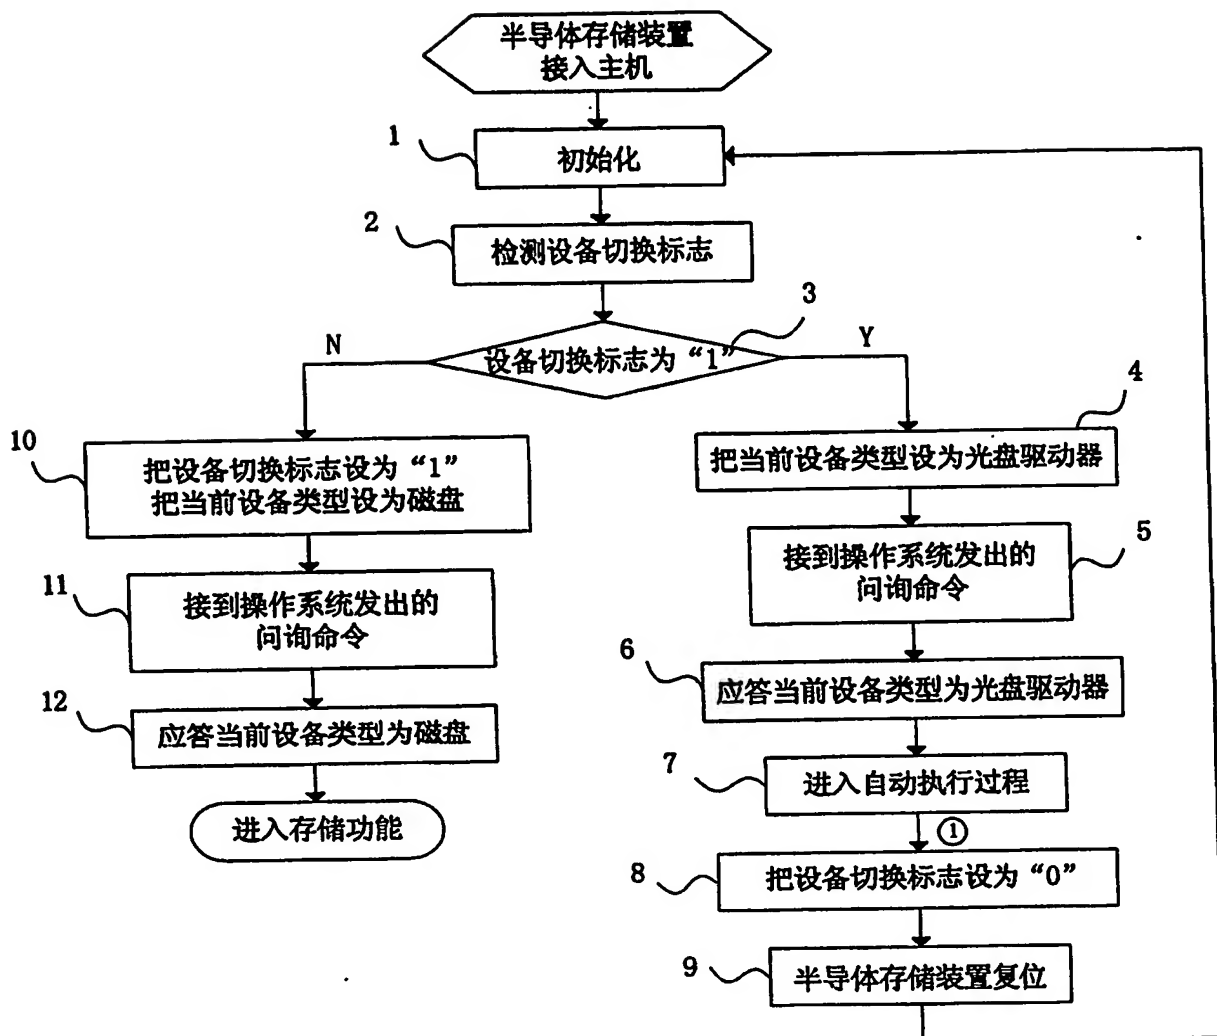 半导体存储装置
接入主机
1
初始化
2
检测设备切换标志
3
设备切换标志为“1”
N
Y
4
把当前设备类型设为光盘驱动器
5
接到操作系统发出的
问询命令
6
应答当前设备类型为光盘驱动器
7
进入自动执行过程
①
8
把设备切换标志设为“0”
9
半导体存储装置复位
10
把设备切换标志设为“1”
把当前设备类型设为磁盘
11
接到操作系统发出的
问询命令
12
应答当前设备类型为磁盘
进入存储功能